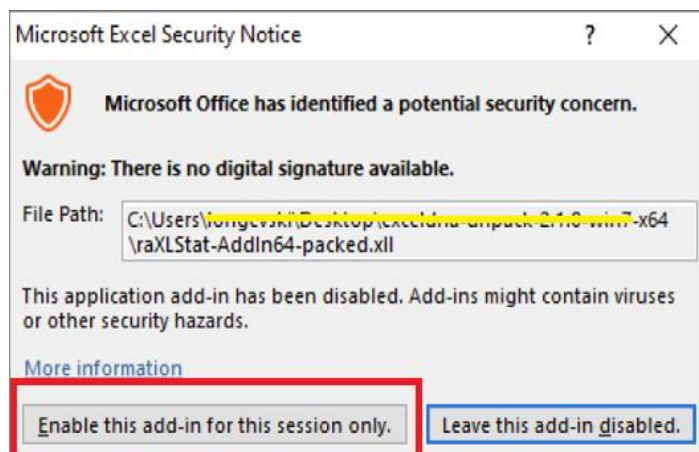 Microsoft Excel Security Notice ? X
Microsoft Office has identified a potential security concern.
Warning: There is no digital signature available.
File Path: C:\Users\ -x64
\raXLStat-AddIn64-packed.xll
This application add-in has been disabled. Add-ins might contain viruses
or other security hazards.
More information
Enable this add-in for this session only. Leave this add-in disabled.